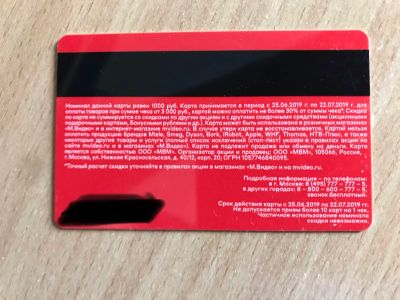 Номинал данной карты равен 1000 руб. Карта принимается в период с 25.06.2019 г. по 22.07.2019 г. для
оплаты товаров при сумме чека от 3 000 руб., картой можно оплатить не более 30% от суммы чека*. Скидка
по карте не суммируется со скидками по другим акциям и с другими скидочными средствами (акционными
подарочными картами, Бонусными рублями и др.). Карта может быть использована в розничных магазинах
«М.Видео» и в интернет-магазине mvideo.ru. В случае утери карта не восстанавливается. Картой нельзя
оплатить продукцию брендов Miele, Smeg, Dyson, Bork, iRobot, Apple, WHF, Thomas, НТВ-Плюс, а также
некоторые другие товары и услуги (полный список исключений (стоп-лист) указан в правилах акции на
сайте mvideo.ru и в магазинах «М.Видео»). Карта не подлежит продаже или обмену на деньги. Карта
является собственностью ООО «МВМ». Организатор акции и продавец: ООО «МВМ», 105066, Россия,
г.Москва, ул. Нижняя Красносельская, д. 40/12, корп. 20; ОГРН 1057746840095.
*Точный расчет скидки уточняйте в правилах акции в магазинах «М.Видео» и на mvideo.ru.
Подробная информация – по телефонам:
в г. Москва: 8 (495) 777 – 777 – 5,
в других городах: 8 – 800 – 600 – 777 – 5,
звонок бесплатный.
Срок действия карты с 25.06.2019 г. по 22.07.2019 гг.
Не допускается прием более 10 карт на 1 чек.
Частичное использование номинала
скидки невозможно.